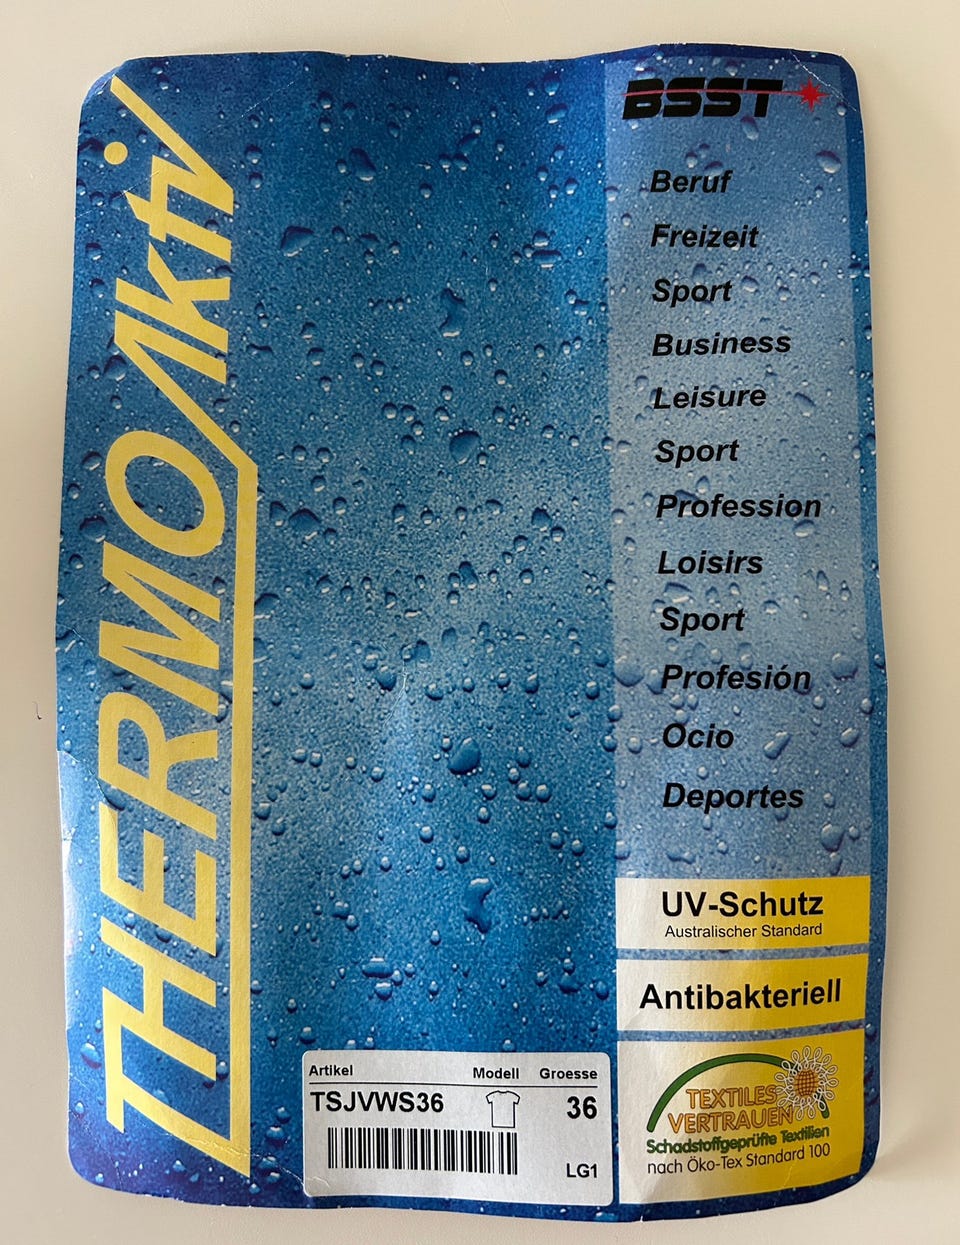 THERMOAktiv
BSST
Beruf
Freizeit
Sport
Business
Leisure
Sport
Profession
Loisirs
Sport
Profesión
Ocio
Deportes
UV-Schutz
Australischer Standard
Antibakteriell
TEXTILES
VERTRAUEN
Schadstoffgeprüfte Textilien
nach Öko-Tex Standard 100
Artikel Modell Groesse
TSJVWS36 36
LG1